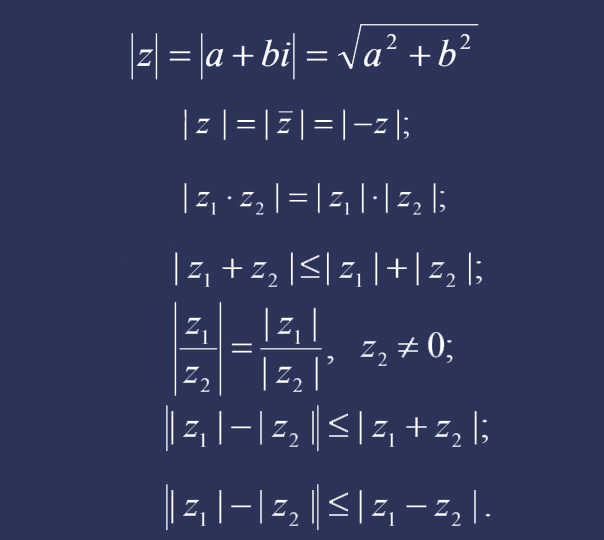 |z| = |a + bi| = √(a² + b²)
| z | = | z̅ | = | −z |;
| z₁ · z₂ | = | z₁ | · | z₂ |;
| z₁ + z₂ | ≤ | z₁ | + | z₂ |;
| z₁ / z₂ | = | z₁ | / | z₂ |, z₂ ≠ 0;
|| z₁ | − | z₂ || ≤ | z₁ + z₂ |;
|| z₁ | − | z₂ || ≤ | z₁ − z₂ |.